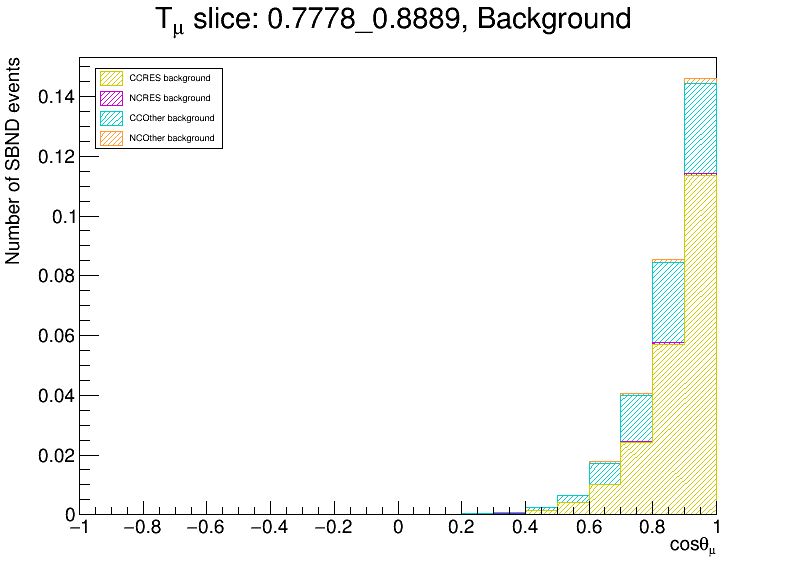 Tμ slice: 0.7778_0.8889, Background
Number of SBND events
CCRES background
NCRES background
CCOther background
NCOther background
0.14
0.12
0.1
0.08
0.06
0.04
0.02
0
−1 −0.8 −0.6 −0.4 −0.2 0 0.2 0.4 0.6 0.8 1
cosθμ